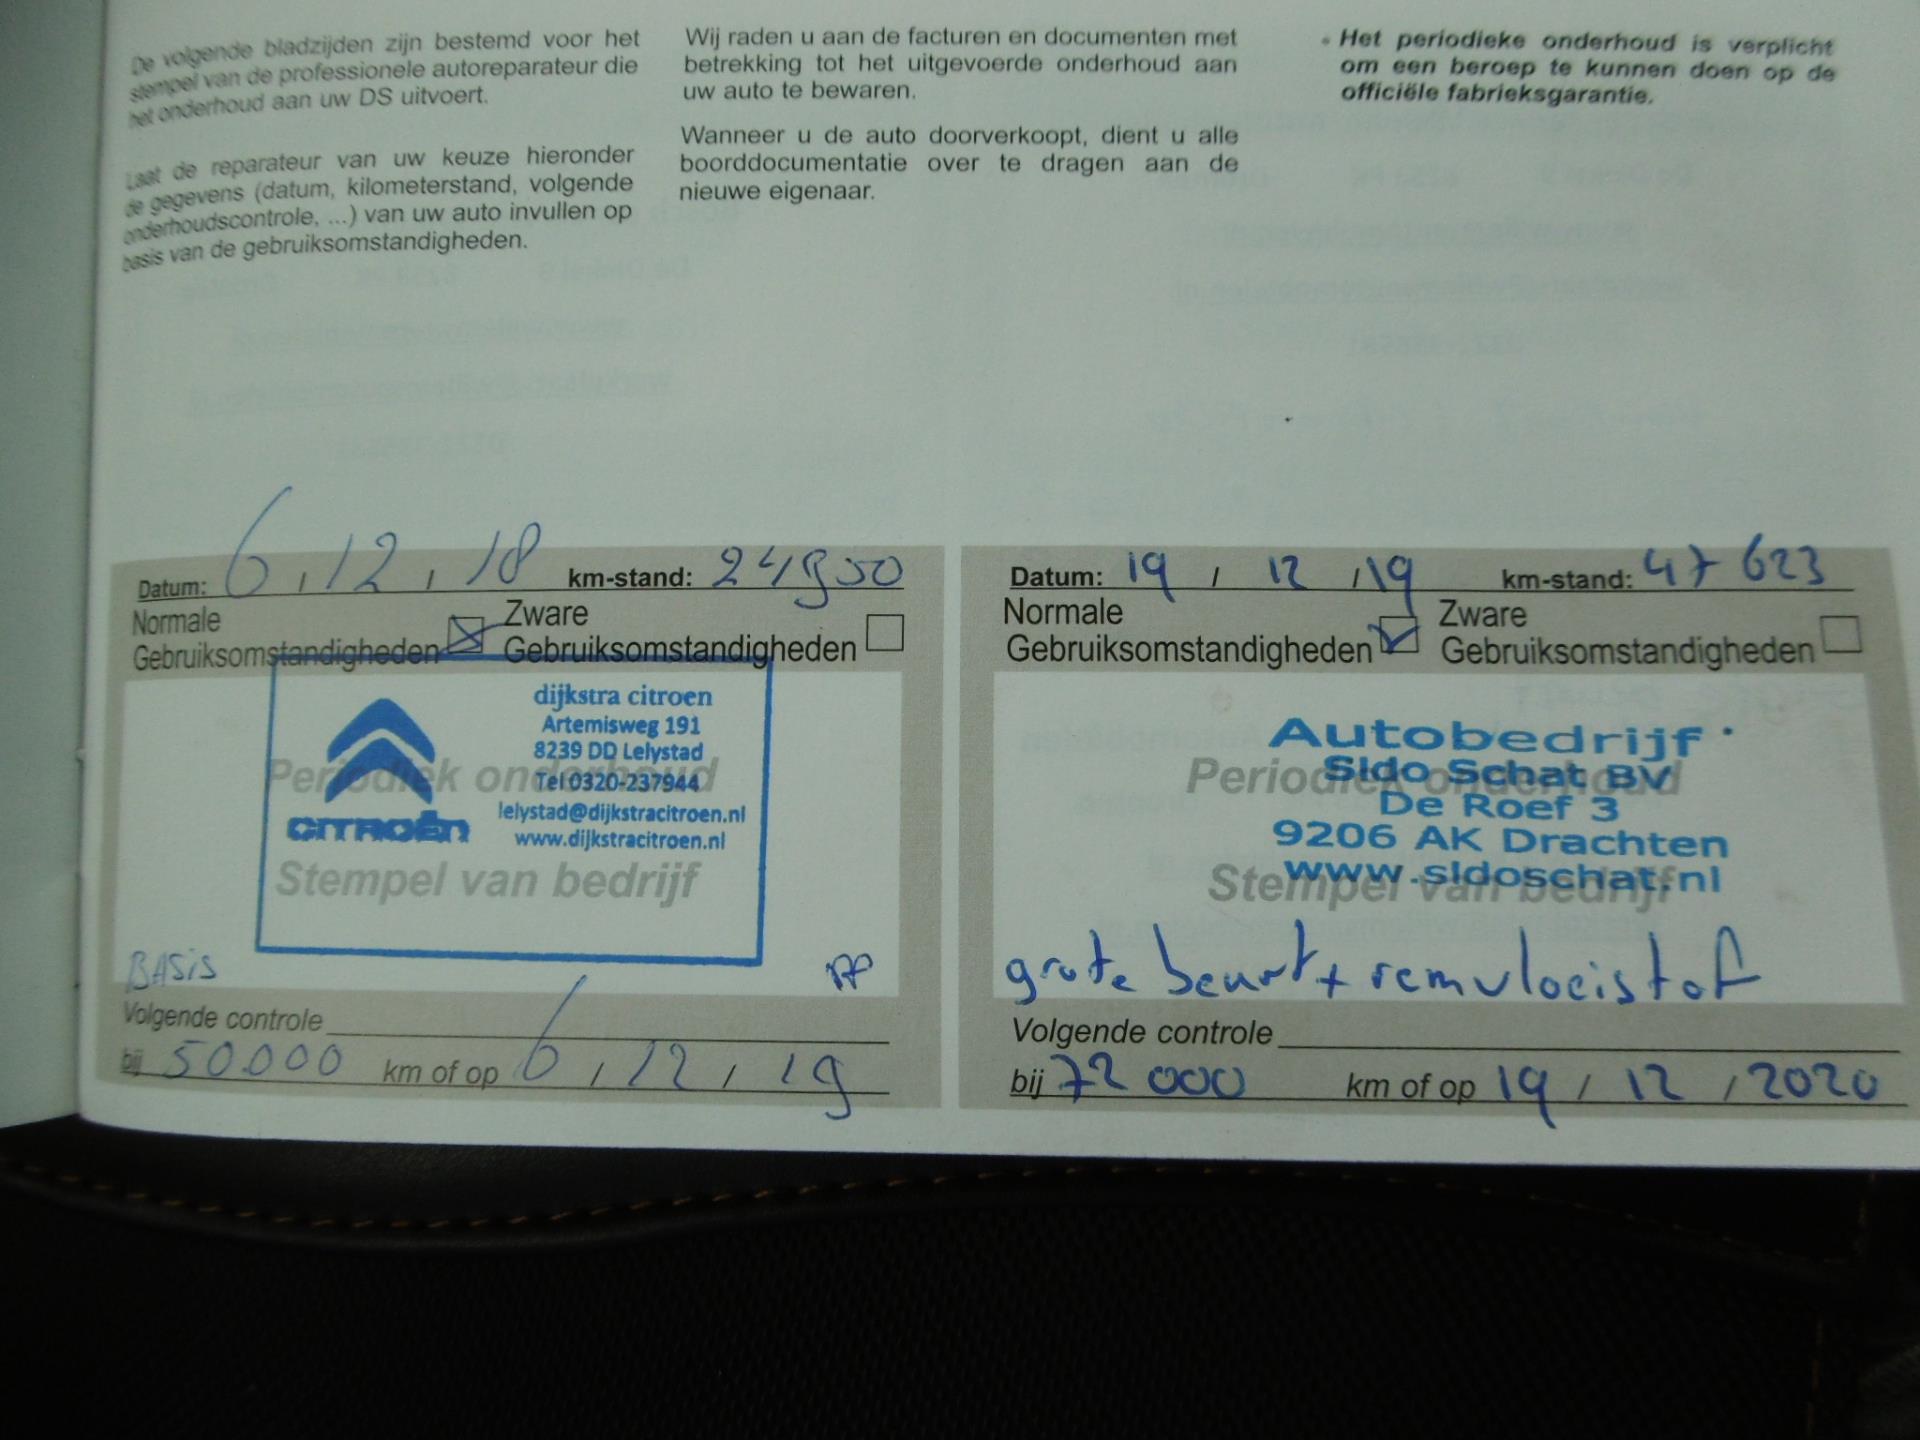 De volgende bladzijden zijn bestemd voor het
stempel van de professionele autoreparateur die
het onderhoud aan uw DS uitvoert.
Laat de reparateur van uw keuze hieronder
de gegevens (datum, kilometerstand, volgende
onderhoudscontrole, ...) van uw auto invullen op
basis van de gebruiksomstandigheden.
Wij raden u aan de facturen en documenten met
betrekking tot het uitgevoerde onderhoud aan
uw auto te bewaren.
Wanneer u de auto doorverkoopt, dient u alle
boorddocumentatie over te dragen aan de
nieuwe eigenaar.
• Het periodieke onderhoud is verplicht
om een beroep te kunnen doen op de
officiële fabrieksgarantie.
Datum: 6 / 12 / 18 km-stand: 24950
Normale Gebruiksomstandigheden Zware Gebruiksomstandigheden
Periodiek onderhoud
Stempel van bedrijf
CITROËN
dijkstra citroen
Artemisweg 191
8239 DD Lelystad
Tel 0320-237944
lelystad@dijkstracitroen.nl
www.dijkstracitroen.nl
BASIS
Volgende controle
bij 50.000 km of op 6 / 12 / 19
Datum: 19 / 12 / 19 km-stand: 47 623
Normale Gebruiksomstandigheden Zware Gebruiksomstandigheden
Periodiek onderhoud
Stempel van bedrijf
Autobedrijf
Sido Schat BV
De Roef 3
9206 AK Drachten
www.sidoschat.nl
grote beurt + remvloeistof
Volgende controle
bij 72 000 km of op 19 / 12 / 2020